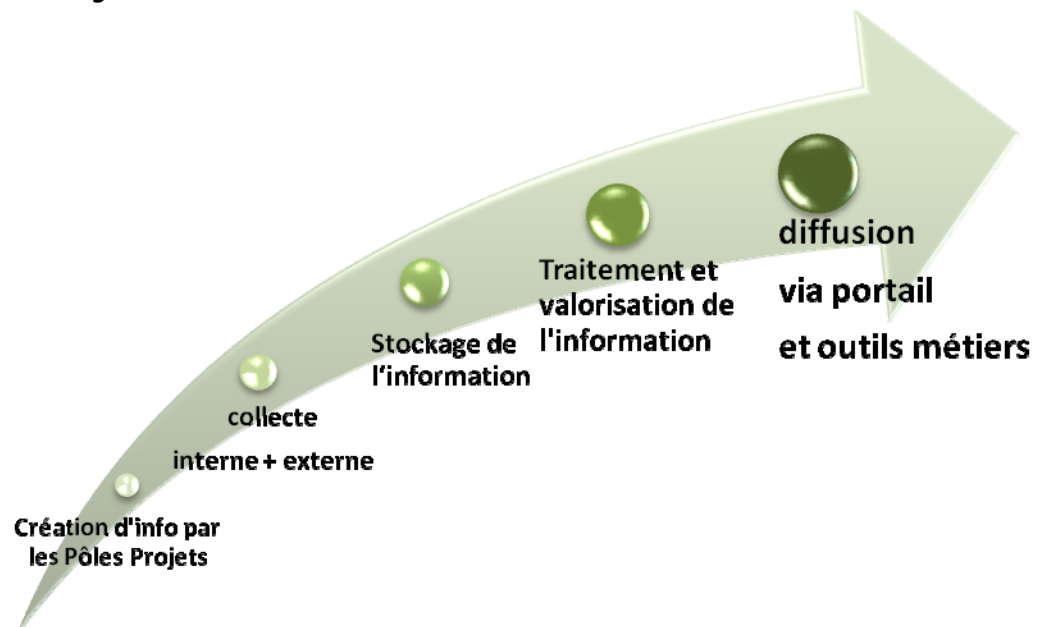 Création d'info par
les Pôles Projets
collecte
interne + externe
Stockage de
l'information
Traitement et
valorisation de
l'information
diffusion
via portail
et outils métiers